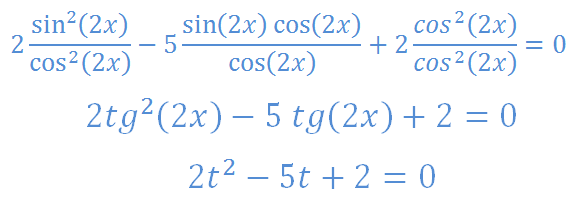 2 sin²(2x)/cos²(2x) − 5 sin(2x) cos(2x)/cos(2x) + 2 cos²(2x)/cos²(2x) = 0
2tg²(2x) − 5 tg(2x) + 2 = 0
2t² − 5t + 2 = 0